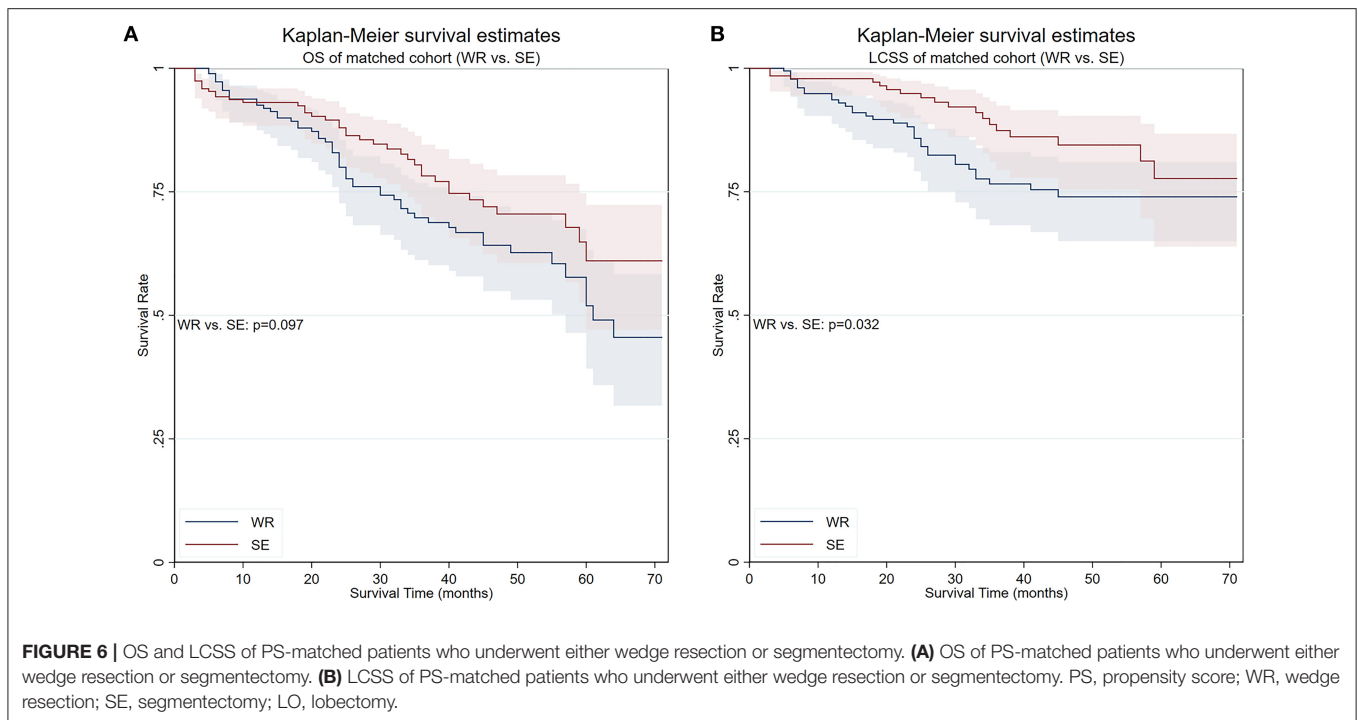 A
Kaplan-Meier survival estimates
OS of matched cohort (WR vs. SE)
1
.75
.5
.25
0
Survival Rate
WR vs. SE: p=0.097
WR
SE
0 10 20 30 40 50 60 70
Survival Time (months)
B
Kaplan-Meier survival estimates
LCSS of matched cohort (WR vs. SE)
1
.75
.5
.25
0
Survival Rate
WR vs. SE: p=0.032
WR
SE
0 10 20 30 40 50 60 70
Survival Time (months)
FIGURE 6 | OS and LCSS of PS-matched patients who underwent either wedge resection or segmentectomy. (A) OS of PS-matched patients who underwent either
wedge resection or segmentectomy. (B) LCSS of PS-matched patients who underwent either wedge resection or segmentectomy. PS, propensity score; WR, wedge
resection; SE, segmentectomy; LO, lobectomy.